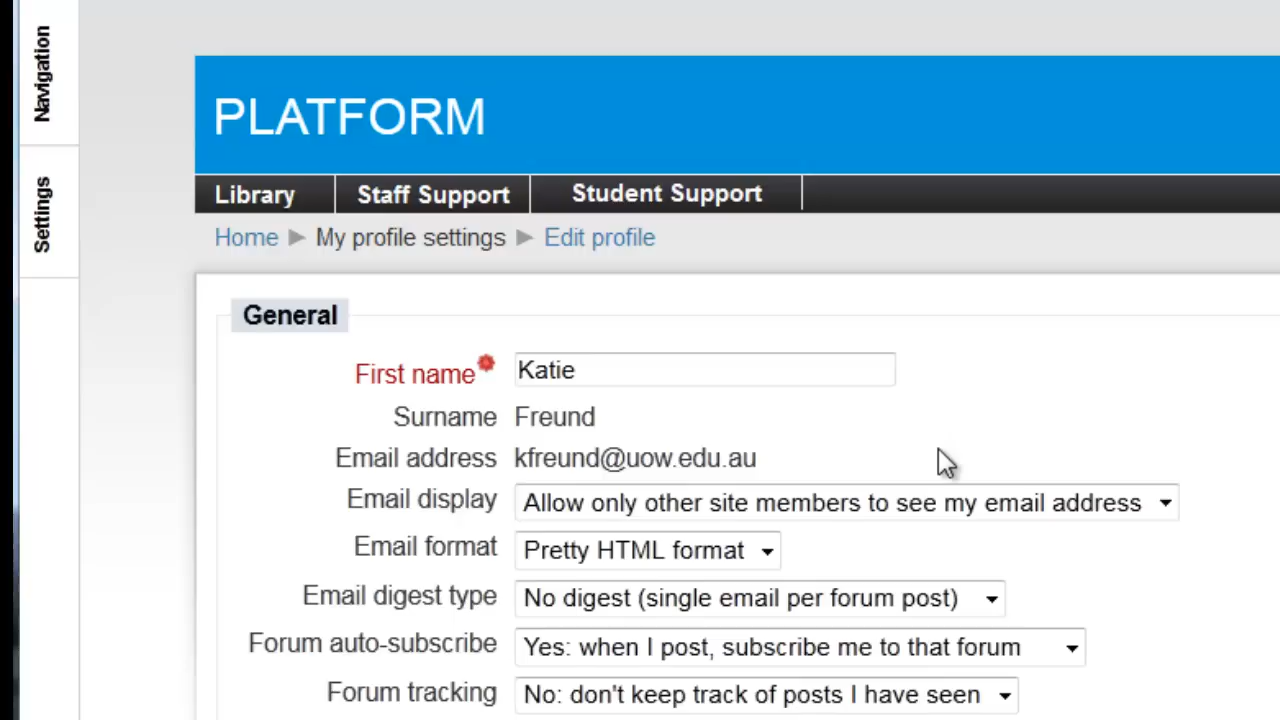 Navigation
Settings
PLATFORM
Library Staff Support Student Support
Home My profile settings Edit profile
General
First name Katie
Surname Freund
Email address kfreund@uow.edu.au
Email display Allow only other site members to see my email address
Email format Pretty HTML format
Email digest type No digest (single email per forum post)
Forum auto-subscribe Yes: when I post, subscribe me to that forum
Forum tracking No: don't keep track of posts I have seen